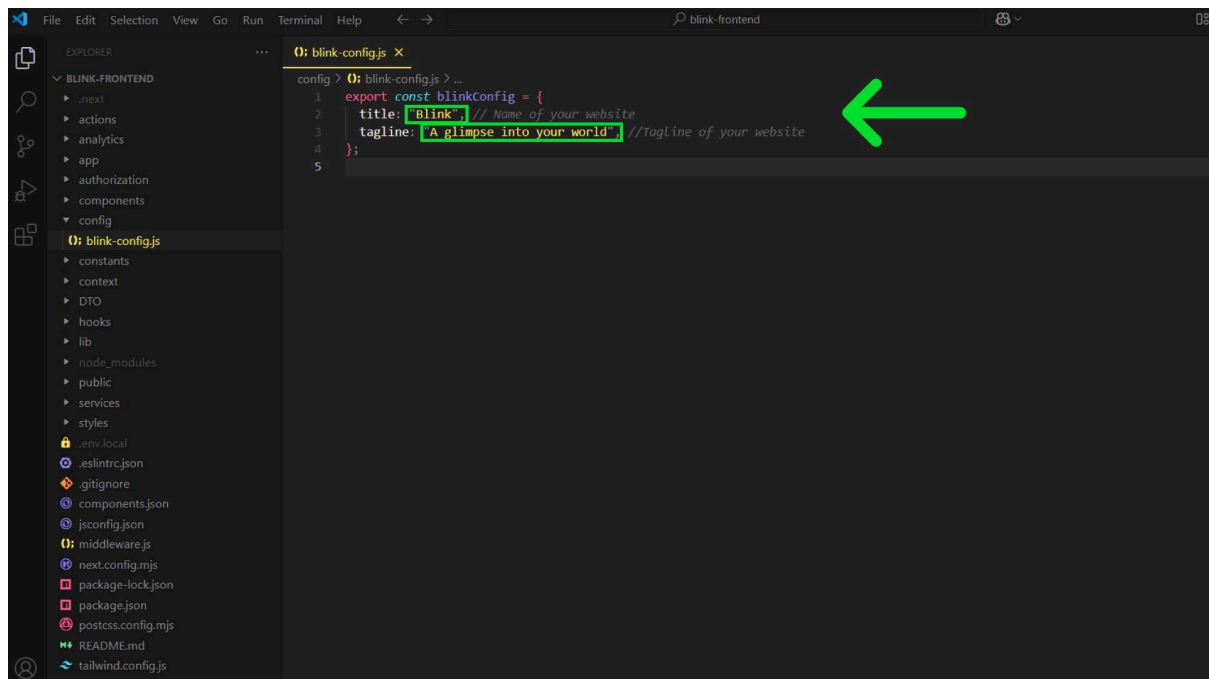 File Edit Selection View Go Run Terminal Help
blink-frontend
EXPLORER
BLINK-FRONTEND
.next
actions
analytics
app
authorization
components
config
blink-config.js
constants
context
DTO
hooks
lib
node_modules
public
services
styles
.env.local
.eslintrc.json
.gitignore
components.json
jsconfig.json
middleware.js
next.config.mjs
package-lock.json
package.json
postcss.config.mjs
README.md
tailwind.config.js
blink-config.js
config > blink-config.js > ...
1 export const blinkConfig = {
2 title: "Blink", // Name of your website
3 tagline: "A glimpse into your world", //Tagline of your website
4 };
5